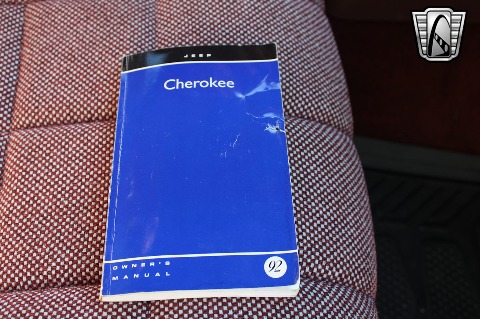 JEEP
Cherokee
OWNER'S
MANUAL
92